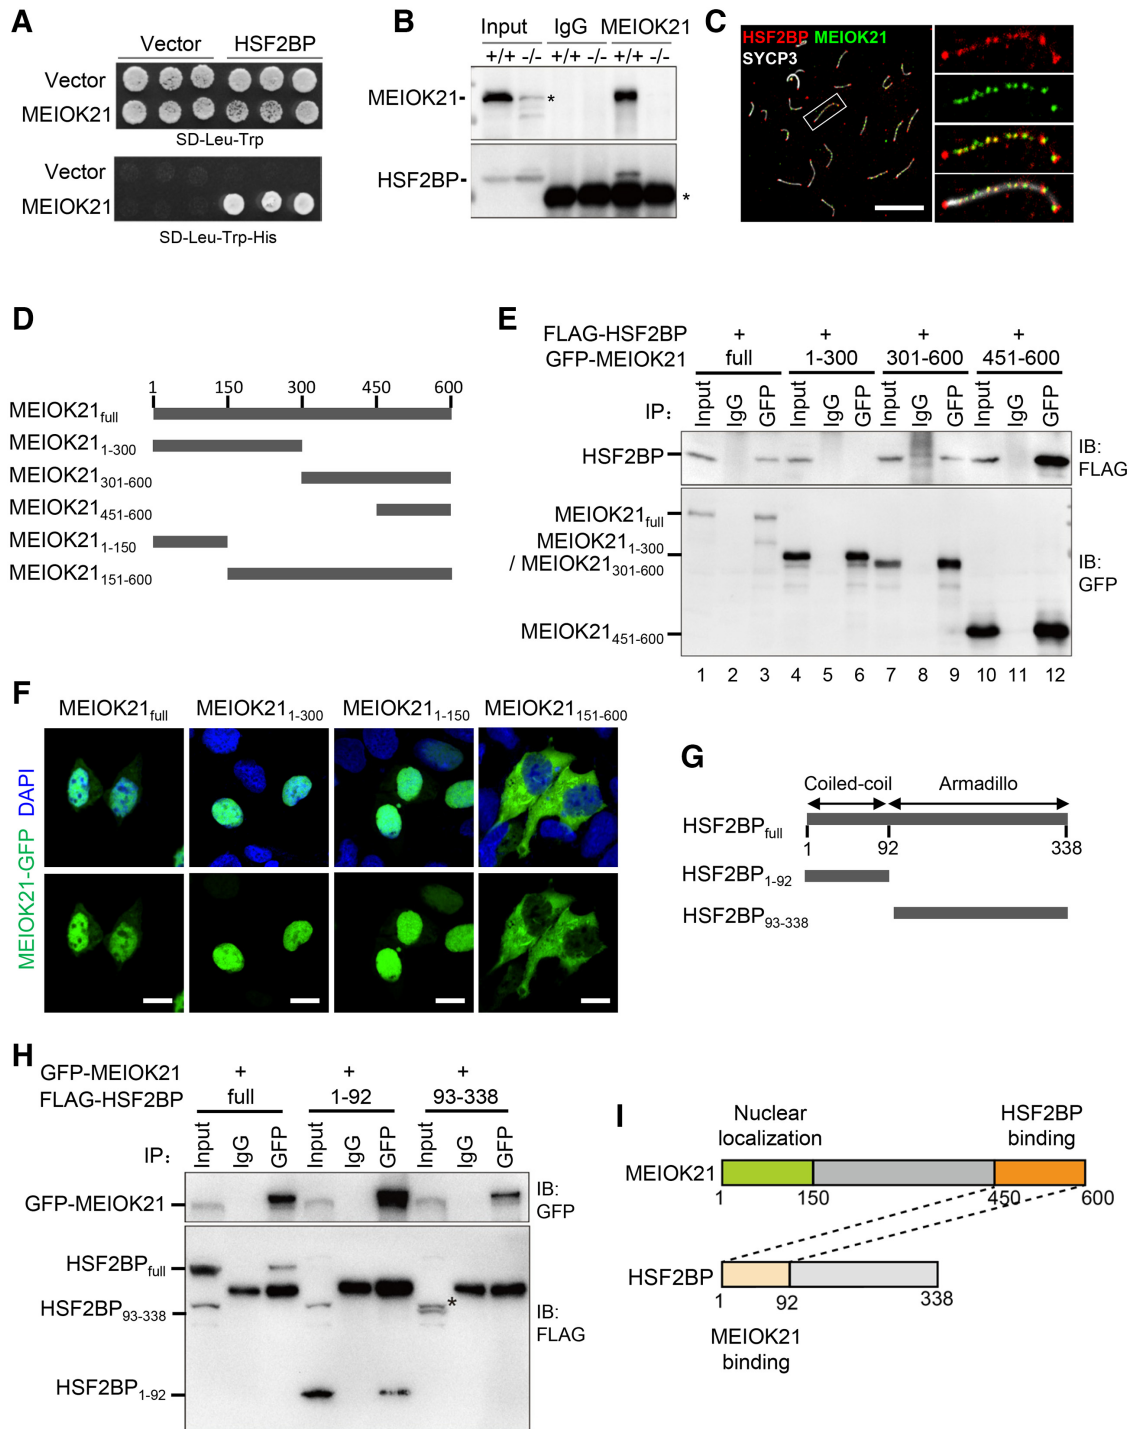 A
Vector HSF2BP
Vector
MEIOK21
SD-Leu-Trp
Vector
MEIOK21
SD-Leu-Trp-His
B
Input IgG MEIOK21
+/+ -/- +/+ -/- +/+ -/-
MEIOK21- *
HSF2BP- *
C
HSF2BP MEIOK21
SYCP3
D
1 150 300 450 600
MEIOK21full
MEIOK211-300
MEIOK21301-600
MEIOK21451-600
MEIOK211-150
MEIOK21151-600
E
FLAG-HSF2BP + + + +
GFP-MEIOK21 full 1-300 301-600 451-600
IP: Input IgG GFP Input IgG GFP Input IgG GFP Input IgG GFP
HSF2BP
IB:
FLAG
MEIOK21full
MEIOK211-300
/ MEIOK21301-600
IB:
GFP
MEIOK21451-600
1 2 3 4 5 6 7 8 9 10 11 12
F
MEIOK21full MEIOK211-300 MEIOK211-150 MEIOK21151-600
MEIOK21-GFP DAPI
G
Coiled-coil Armadillo
HSF2BPfull
1 92 338
HSF2BP1-92
HSF2BP93-338
H
GFP-MEIOK21 + + +
FLAG-HSF2BP full 1-92 93-338
IP: Input IgG GFP Input IgG GFP Input IgG GFP
GFP-MEIOK21
IB:
GFP
HSF2BPfull
HSF2BP93-338 *
IB:
FLAG
HSF2BP1-92
I
Nuclear localization
HSF2BP binding
MEIOK21
1 150 450 600
HSF2BP
1 92 338
MEIOK21
binding